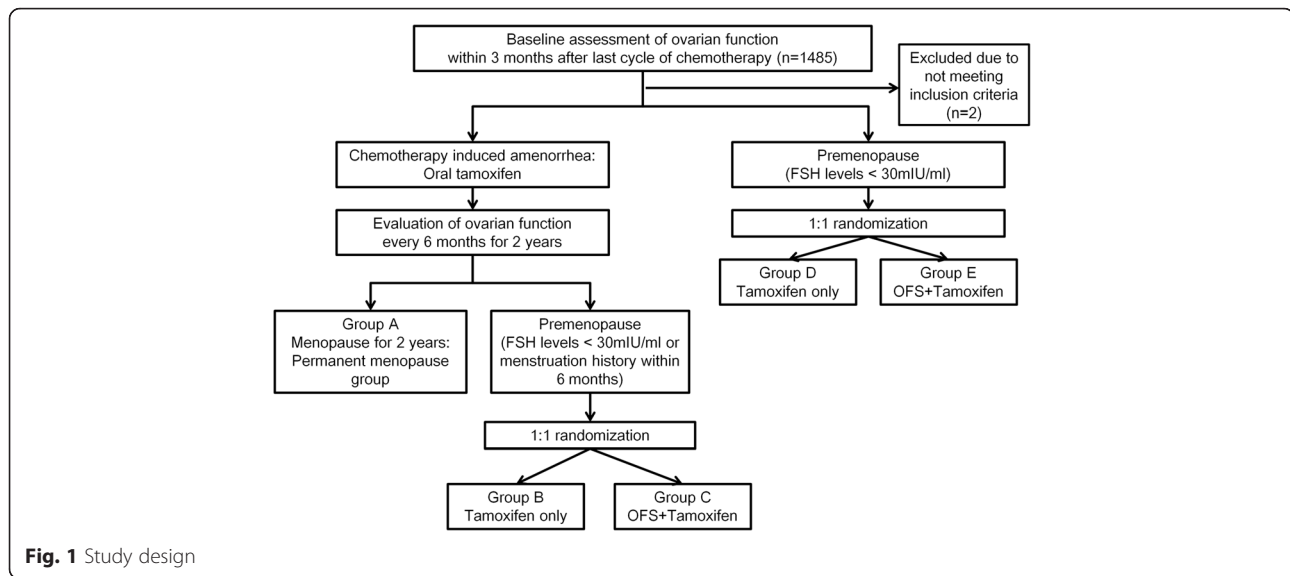 Baseline assessment of ovarian function
within 3 months after last cycle of chemotherapy (n=1485)
Excluded due to
not meeting
inclusion criteria
(n=2)
Chemotherapy induced amenorrhea:
Oral tamoxifen
Premenopause
(FSH levels < 30mIU/ml)
Evaluation of ovarian function
every 6 months for 2 years
1:1 randomization
Group D
Tamoxifen only
Group E
OFS+Tamoxifen
Group A
Menopause for 2 years:
Permanent menopause
group
Premenopause
(FSH levels < 30mIU/ml or
menstruation history within
6 months)
1:1 randomization
Group B
Tamoxifen only
Group C
OFS+Tamoxifen
Fig. 1 Study design